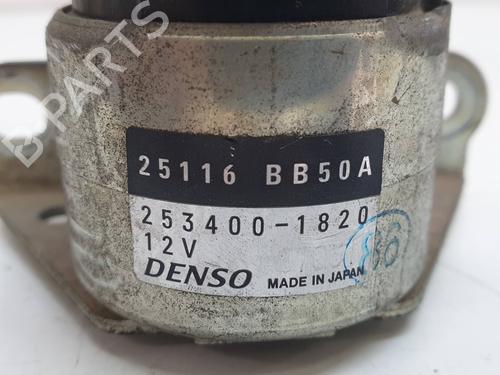 B PARTS
25116 BB50A
253400-1820
12V
DENSO MADE IN JAPAN